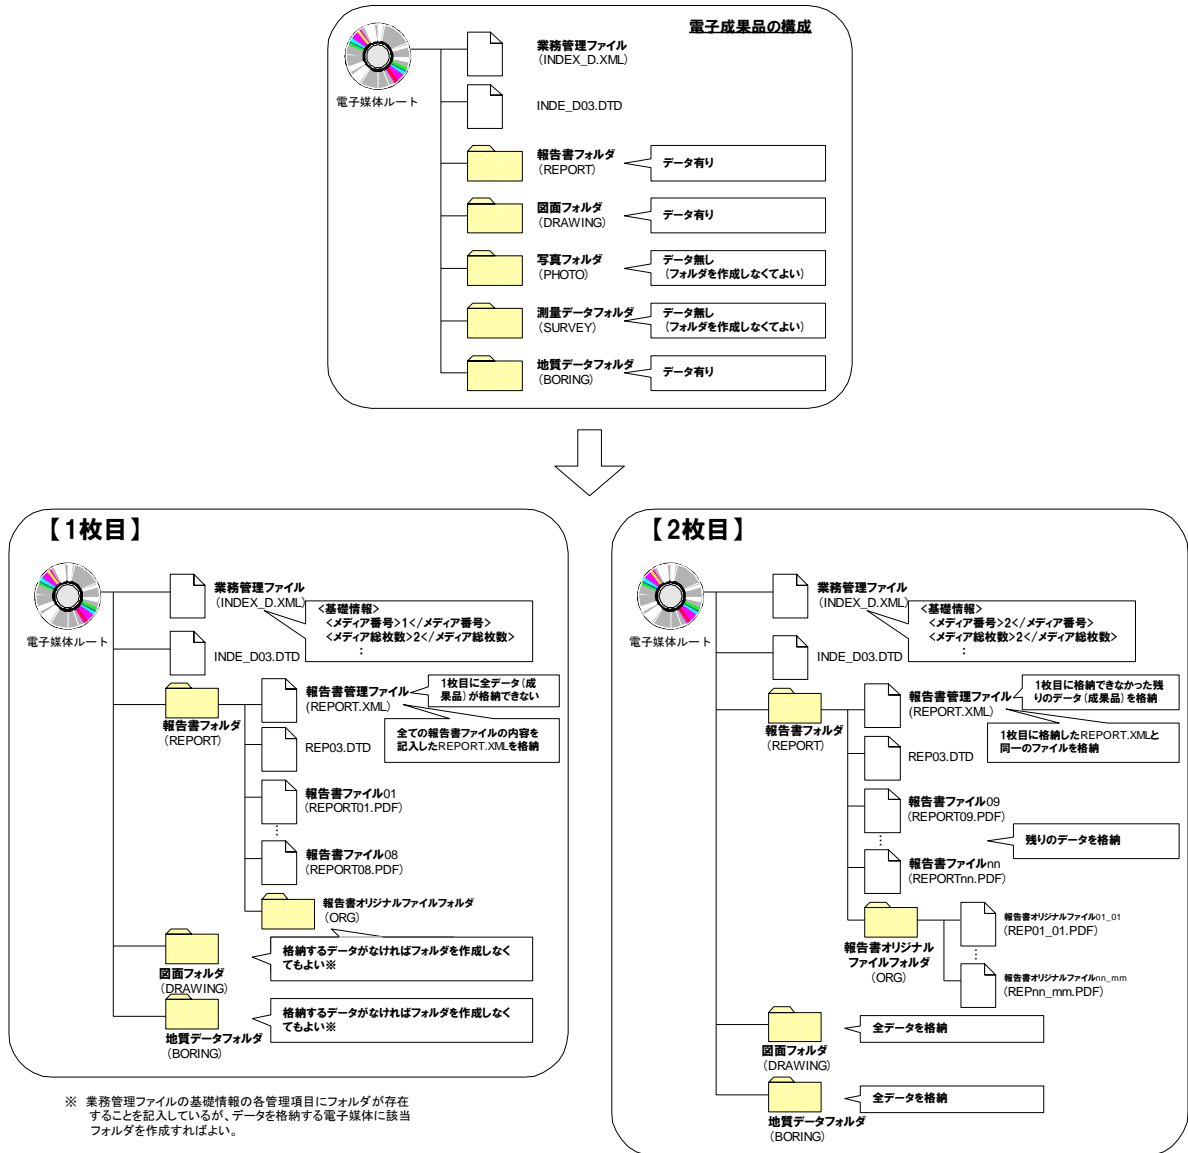 電子成果品の構成
電子媒体ルート
業務管理ファイル
(INDEX_D.XML)
INDE_D03.DTD
報告書フォルダ
(REPORT)
データ有り
図面フォルダ
(DRAWING)
データ有り
写真フォルダ
(PHOTO)
データ無し
(フォルダを作成しなくてよい)
測量データフォルダ
(SURVEY)
データ無し
(フォルダを作成しなくてよい)
地質データフォルダ
(BORING)
データ有り
【1枚目】
電子媒体ルート
業務管理ファイル
(INDEX_D.XML)
<基礎情報>
<メディア番号>1</メディア番号>
<メディア総枚数>2</メディア総枚数>
:
INDE_D03.DTD
報告書フォルダ
(REPORT)
報告書管理ファイル
(REPORT.XML)
1枚目に全データ(成
果品)が格納できない
全ての報告書ファイルの内容を
記入したREPORT.XMLを格納
REP03.DTD
報告書ファイル01
(REPORT01.PDF)
⋮
報告書ファイル08
(REPORT08.PDF)
報告書オリジナルファイルフォルダ
(ORG)
図面フォルダ
(DRAWING)
格納するデータがなければフォルダを作成しなく
てもよい※
地質データフォルダ
(BORING)
格納するデータがなければフォルダを作成しなく
てもよい※
※ 業務管理ファイルの基礎情報の各管理項目にフォルダが存在
することを記入しているが、データを格納する電子媒体に該当
フォルダを作成すればよい。
【2枚目】
電子媒体ルート
業務管理ファイル
(INDEX_D.XML)
<基礎情報>
<メディア番号>2</メディア番号>
<メディア総枚数>2</メディア総枚数>
:
INDE_D03.DTD
報告書フォルダ
(REPORT)
報告書管理ファイル
(REPORT.XML)
1枚目に格納できなかった残
りのデータ(成果品)を格納
1枚目に格納したREPORT.XMLと
同一のファイルを格納
REP03.DTD
報告書ファイル09
(REPORT09.PDF)
⋮
残りのデータを格納
報告書ファイルnn
(REPORTnn.PDF)
報告書オリジナル
ファイルフォルダ
(ORG)
報告書オリジナルファイル01_01
(REP01_01.PDF)
⋮
報告書オリジナルファイルnn_mm
(REPnn_mm.PDF)
図面フォルダ
(DRAWING)
全データを格納
地質データフォルダ
(BORING)
全データを格納